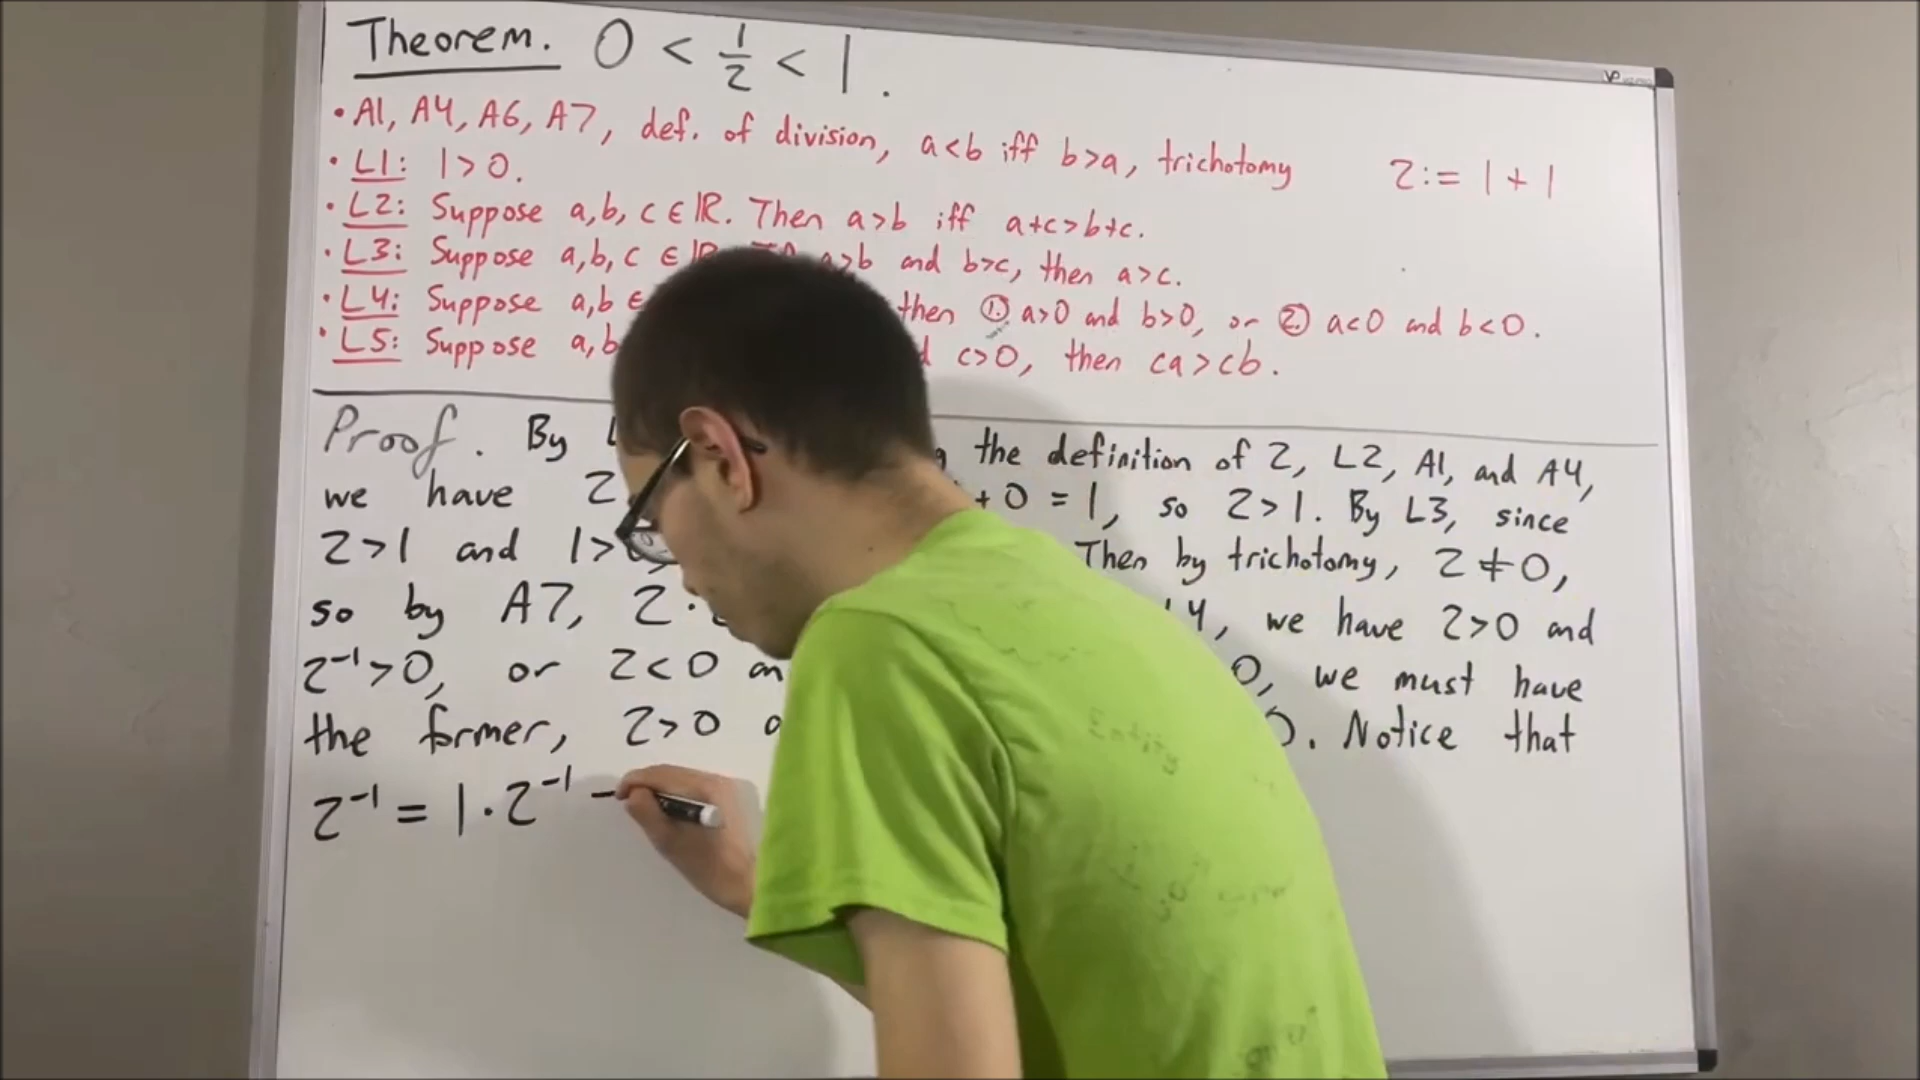 Theorem. 0 < 1/2 < 1.
• A1, A4, A6, A7, def. of division, a<b iff b>a, trichotomy 2:= 1 + 1
• L1: 1>0.
• L2: Suppose a,b,c∈ℝ. Then a>b iff a+c>b+c.
• L3: Suppose a,b,c ∈ a>b and b>c, then a>c.
• L4: Suppose a,b ∈ then ① a>0 and b>0, or ② a<0 and b<0.
• L5: Suppose a,b c>0, then ca>cb.
Proof. By the definition of 2, L2, A1, and A4,
we have 2 + 0 = 1, so 2>1. By L3, since
2>1 and 1> Then by trichotomy, 2≠0,
so by A7, 2· we have 2>0 and
2⁻¹>0, or 2<0 0, we must have
the former, 2>0 Notice that
2⁻¹ = 1·2⁻¹